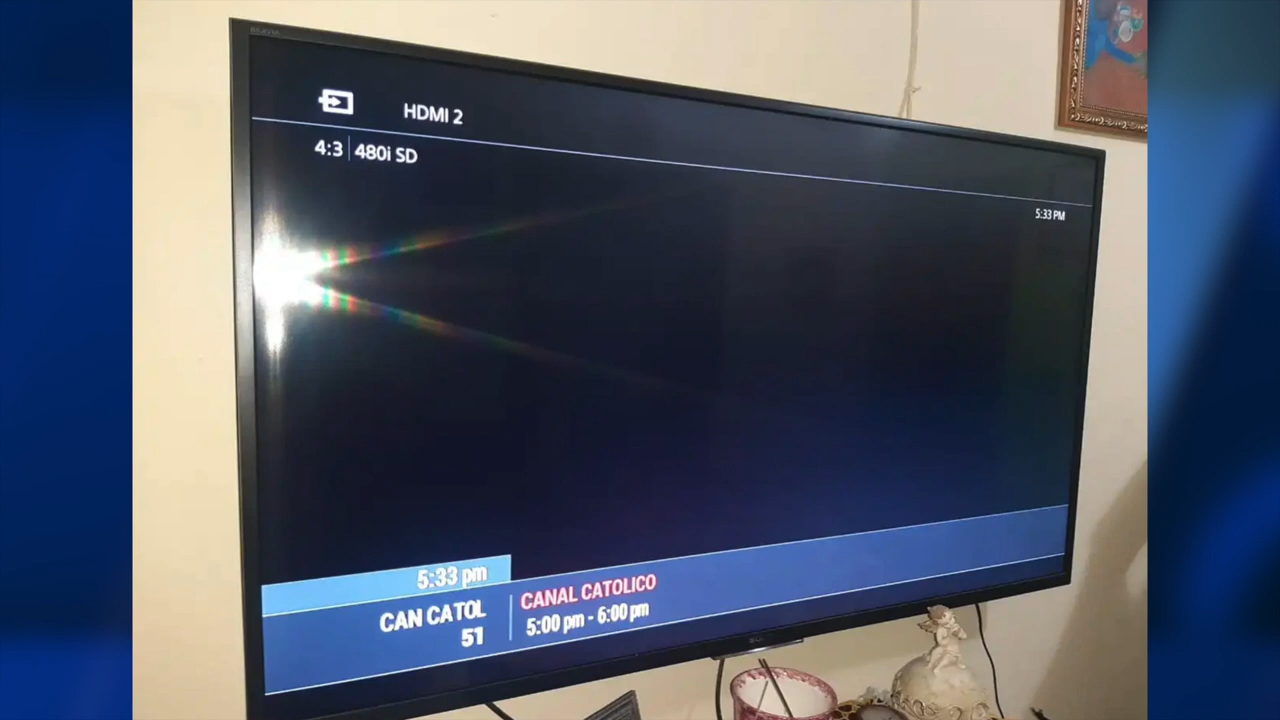 BRAVIA
HDMI 2
4:3 480i SD
5:33 PM
5:33 pm
CAN CATOL
51
CANAL CATOLICO
5:00 pm - 6:00 pm